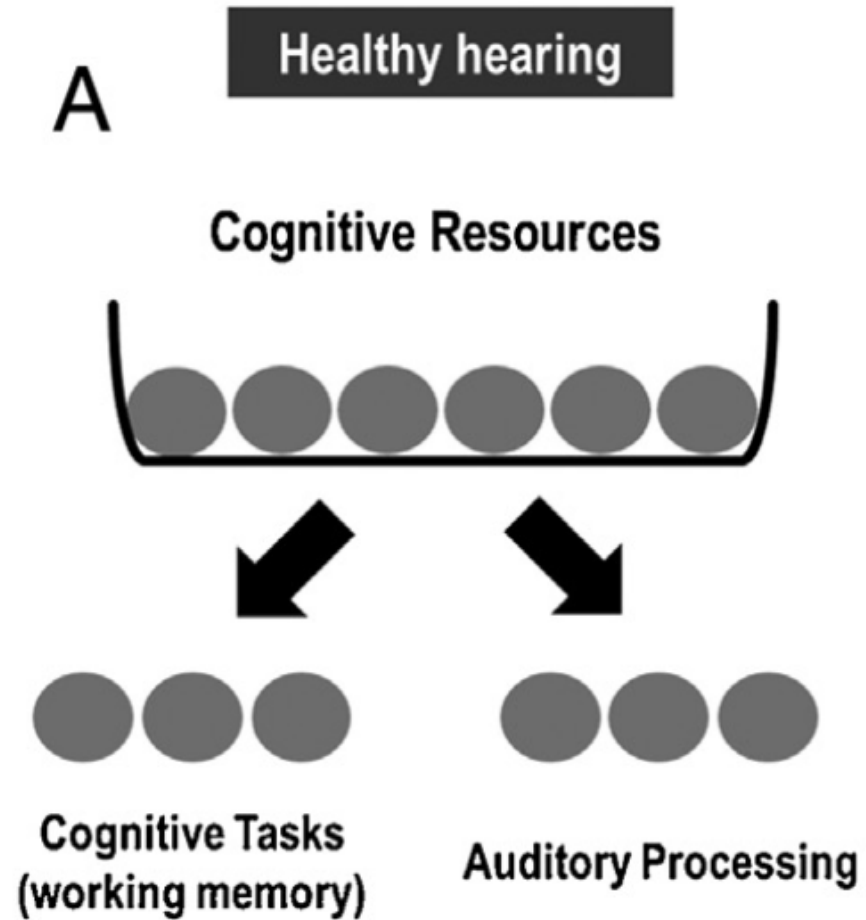 Healthy hearing
A
Cognitive Resources
Cognitive Tasks
(working memory)
Auditory Processing